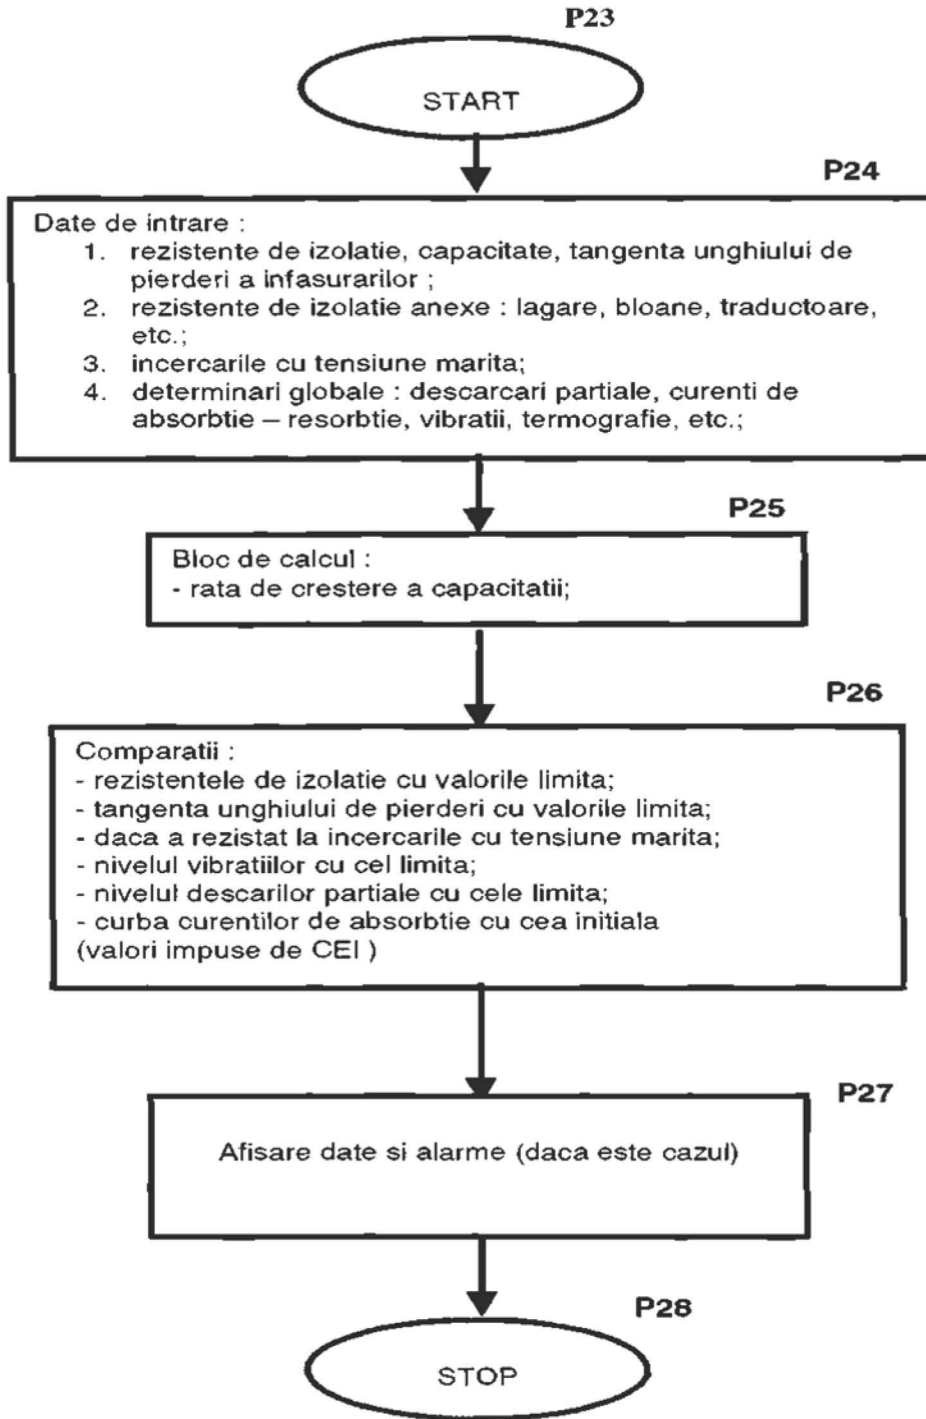 P23
START
P24
Date de intrare :
1. rezistente de izolatie, capacitate, tangenta unghiului de
pierderi a infasurarilor ;
2. rezistente de izolatie anexe : lagare, bloane, traductoare,
etc.;
3. incercarile cu tensiune marita;
4. determinari globale : descarcari partiale, curenti de
absorbtie – resorbtie, vibratii, termografie, etc.;
P25
Bloc de calcul :
- rata de crestere a capacitatii;
P26
Comparatii :
- rezistentele de izolatie cu valorile limita;
- tangenta unghiului de pierderi cu valorile limita;
- daca a rezistat la incercarile cu tensiune marita;
- nivelul vibratiilor cu cel limita;
- nivelul descarilor partiale cu cele limita;
- curba curentilor de absorbtie cu cea initiala
(valori impuse de CEI )
P27
Afisare date si alarme (daca este cazul)
P28
STOP